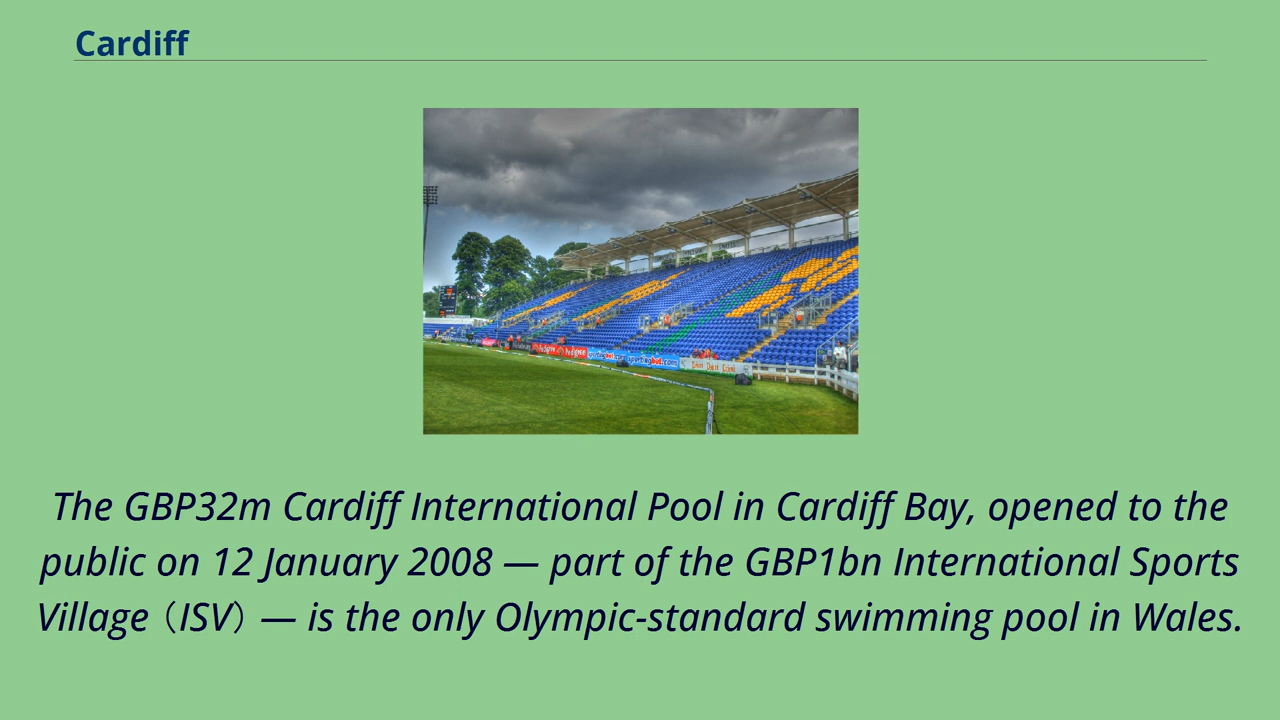 Cardiff
The GBP32m Cardiff International Pool in Cardiff Bay, opened to the
public on 12 January 2008 — part of the GBP1bn International Sports
Village（ISV）— is the only Olympic-standard swimming pool in Wales.